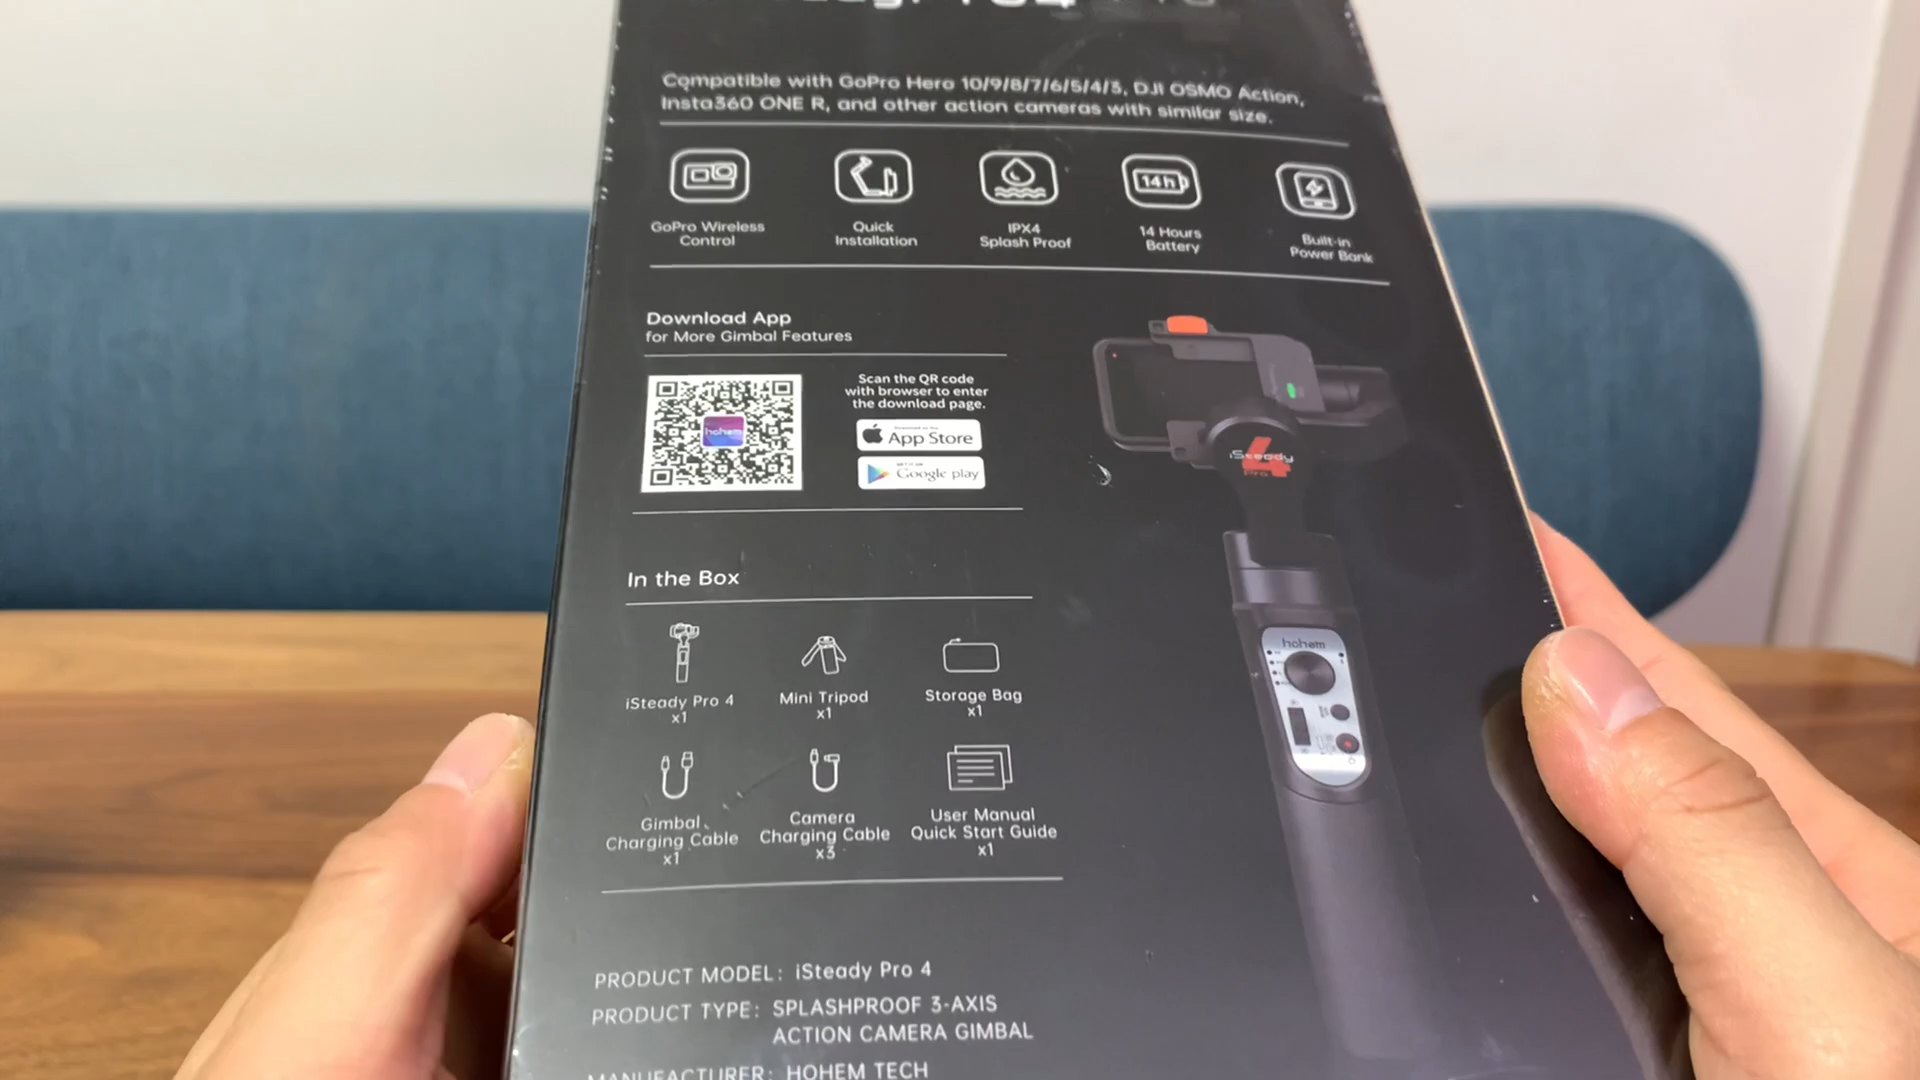 Compatible with GoPro Hero 10/9/8/7/6/5/4/3, DJI OSMO Action,
Insta360 ONE R, and other action cameras with similar size.
14h
GoPro Wireless
Control
Quick
Installation
IPX4
Splash Proof
14 Hours
Battery
Built-in
Power Bank
Download App
for More Gimbal Features
hohem
Scan the QR code
with browser to enter
the download page.
App Store
Google play
iSteady
4
Pro
hohem
In the Box
iSteady Pro 4
x1
Mini Tripod
x1
Storage Bag
x1
Gimbal
Charging Cable
x1
Camera
Charging Cable
x3
User Manual
Quick Start Guide
x1
PRODUCT MODEL: iSteady Pro 4
PRODUCT TYPE: SPLASHPROOF 3-AXIS
ACTION CAMERA GIMBAL
MANUFACTURER: HOHEM TECH